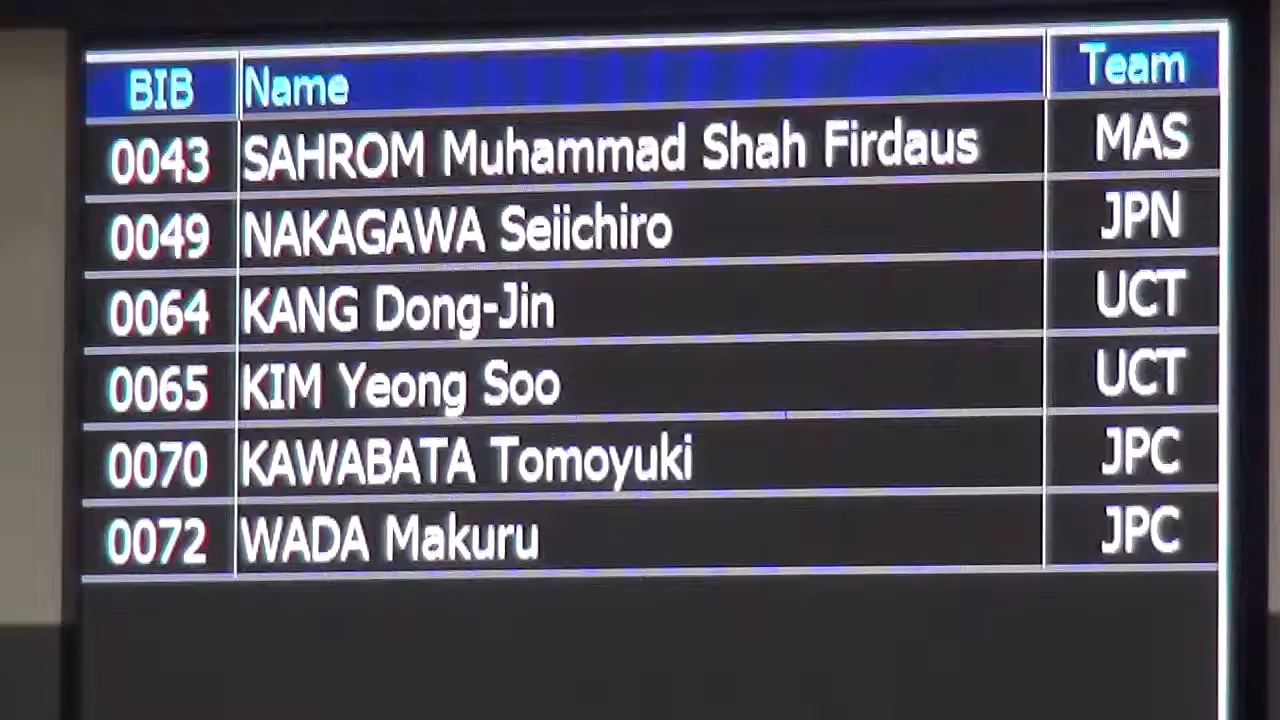 BIB Name Team
0043 SAHROM Muhammad Shah Firdaus MAS
0049 NAKAGAWA Seiichiro JPN
0064 KANG Dong-Jin UCT
0065 KIM Yeong Soo UCT
0070 KAWABATA Tomoyuki JPC
0072 WADA Makuru JPC